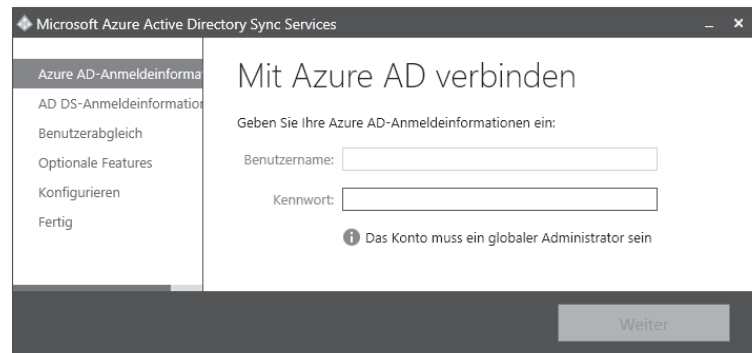 Microsoft Azure Active Directory Sync Services
Azure AD-Anmeldeinforma
AD DS-Anmeldeinformation
Benutzerabgleich
Optionale Features
Konfigurieren
Fertig
Mit Azure AD verbinden
Geben Sie Ihre Azure AD-Anmeldeinformationen ein:
Benutzername:
Kennwort:
Das Konto muss ein globaler Administrator sein
Weiter